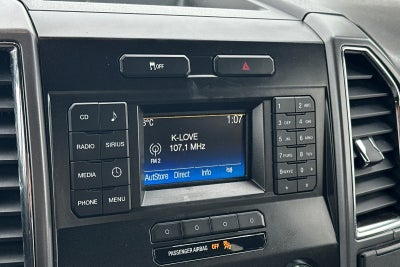 OFF
CD
RADIO
SIRIUS
MEDIA
PHONE
MENU
5°C
1:07
K-LOVE
107.1 MHz
FM 2
AutoStore
Direct
Info
1
2 ABC
3 DEF
4 GHI
5 JKL
6 MNO
7 PQRS
8 TUV
9 WXYZ
0
PASSENGER AIRBAG OFF